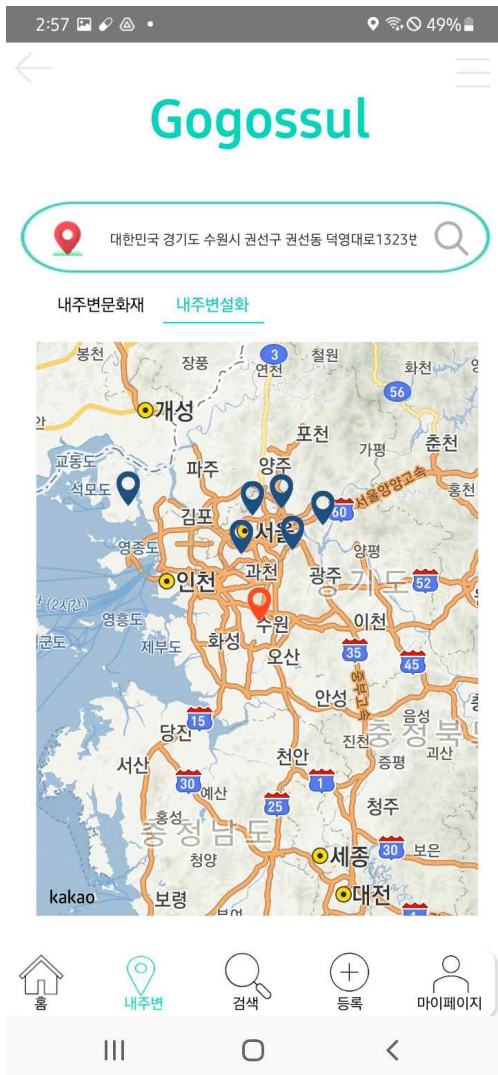 2:57
49%
Gogossul
대한민국 경기도 수원시 권선구 권선동 덕영대로1323번
내주변문화재 내주변설화
봉천
장풍
3
연천
철원
화천
56
개성
포천
가평
춘천
교동도
파주
양주
석모도
홍천
서울양양고속
60
김포
서울
영종도
양평
인천
과천
광주
경기도
52
(2시간)
영흥도
수원
이천
제부도
화성
35
45
오산
중부고속
안성
음성
15
당진
진천
충청북
괴산
서산
천안
증평
30
예산
1
25
청주
홍성
충청남도
청양
세종
30
보은
대전
kakao
보령
홈 내주변 검색 등록 마이페이지